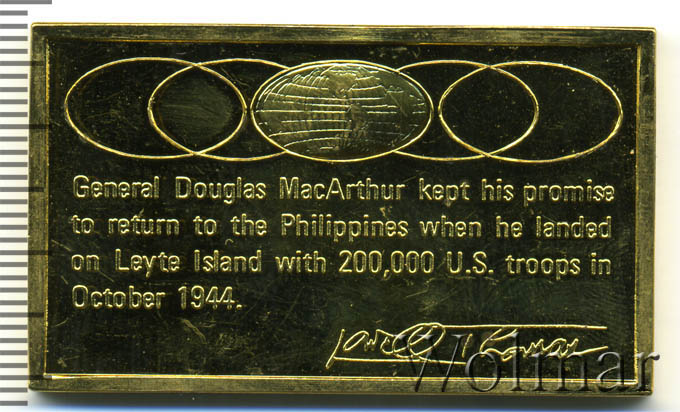 General Douglas MacArthur kept his promise
to return to the Philippines when he landed
on Leyte Island with 200,000 U.S. troops in
October 1944.
Wolmar